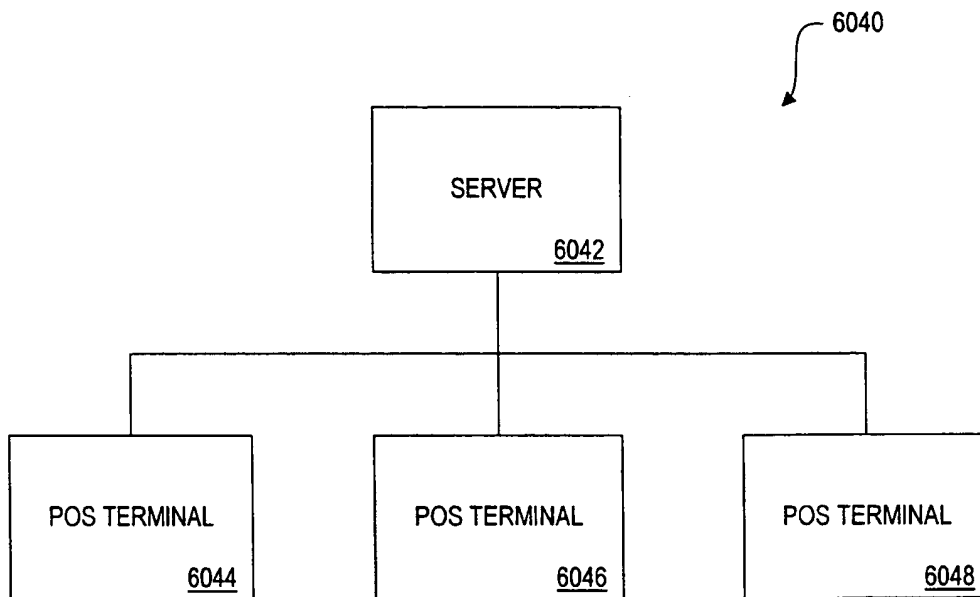 6040
SERVER
6042
POS TERMINAL
6044
POS TERMINAL
6046
POS TERMINAL
6048